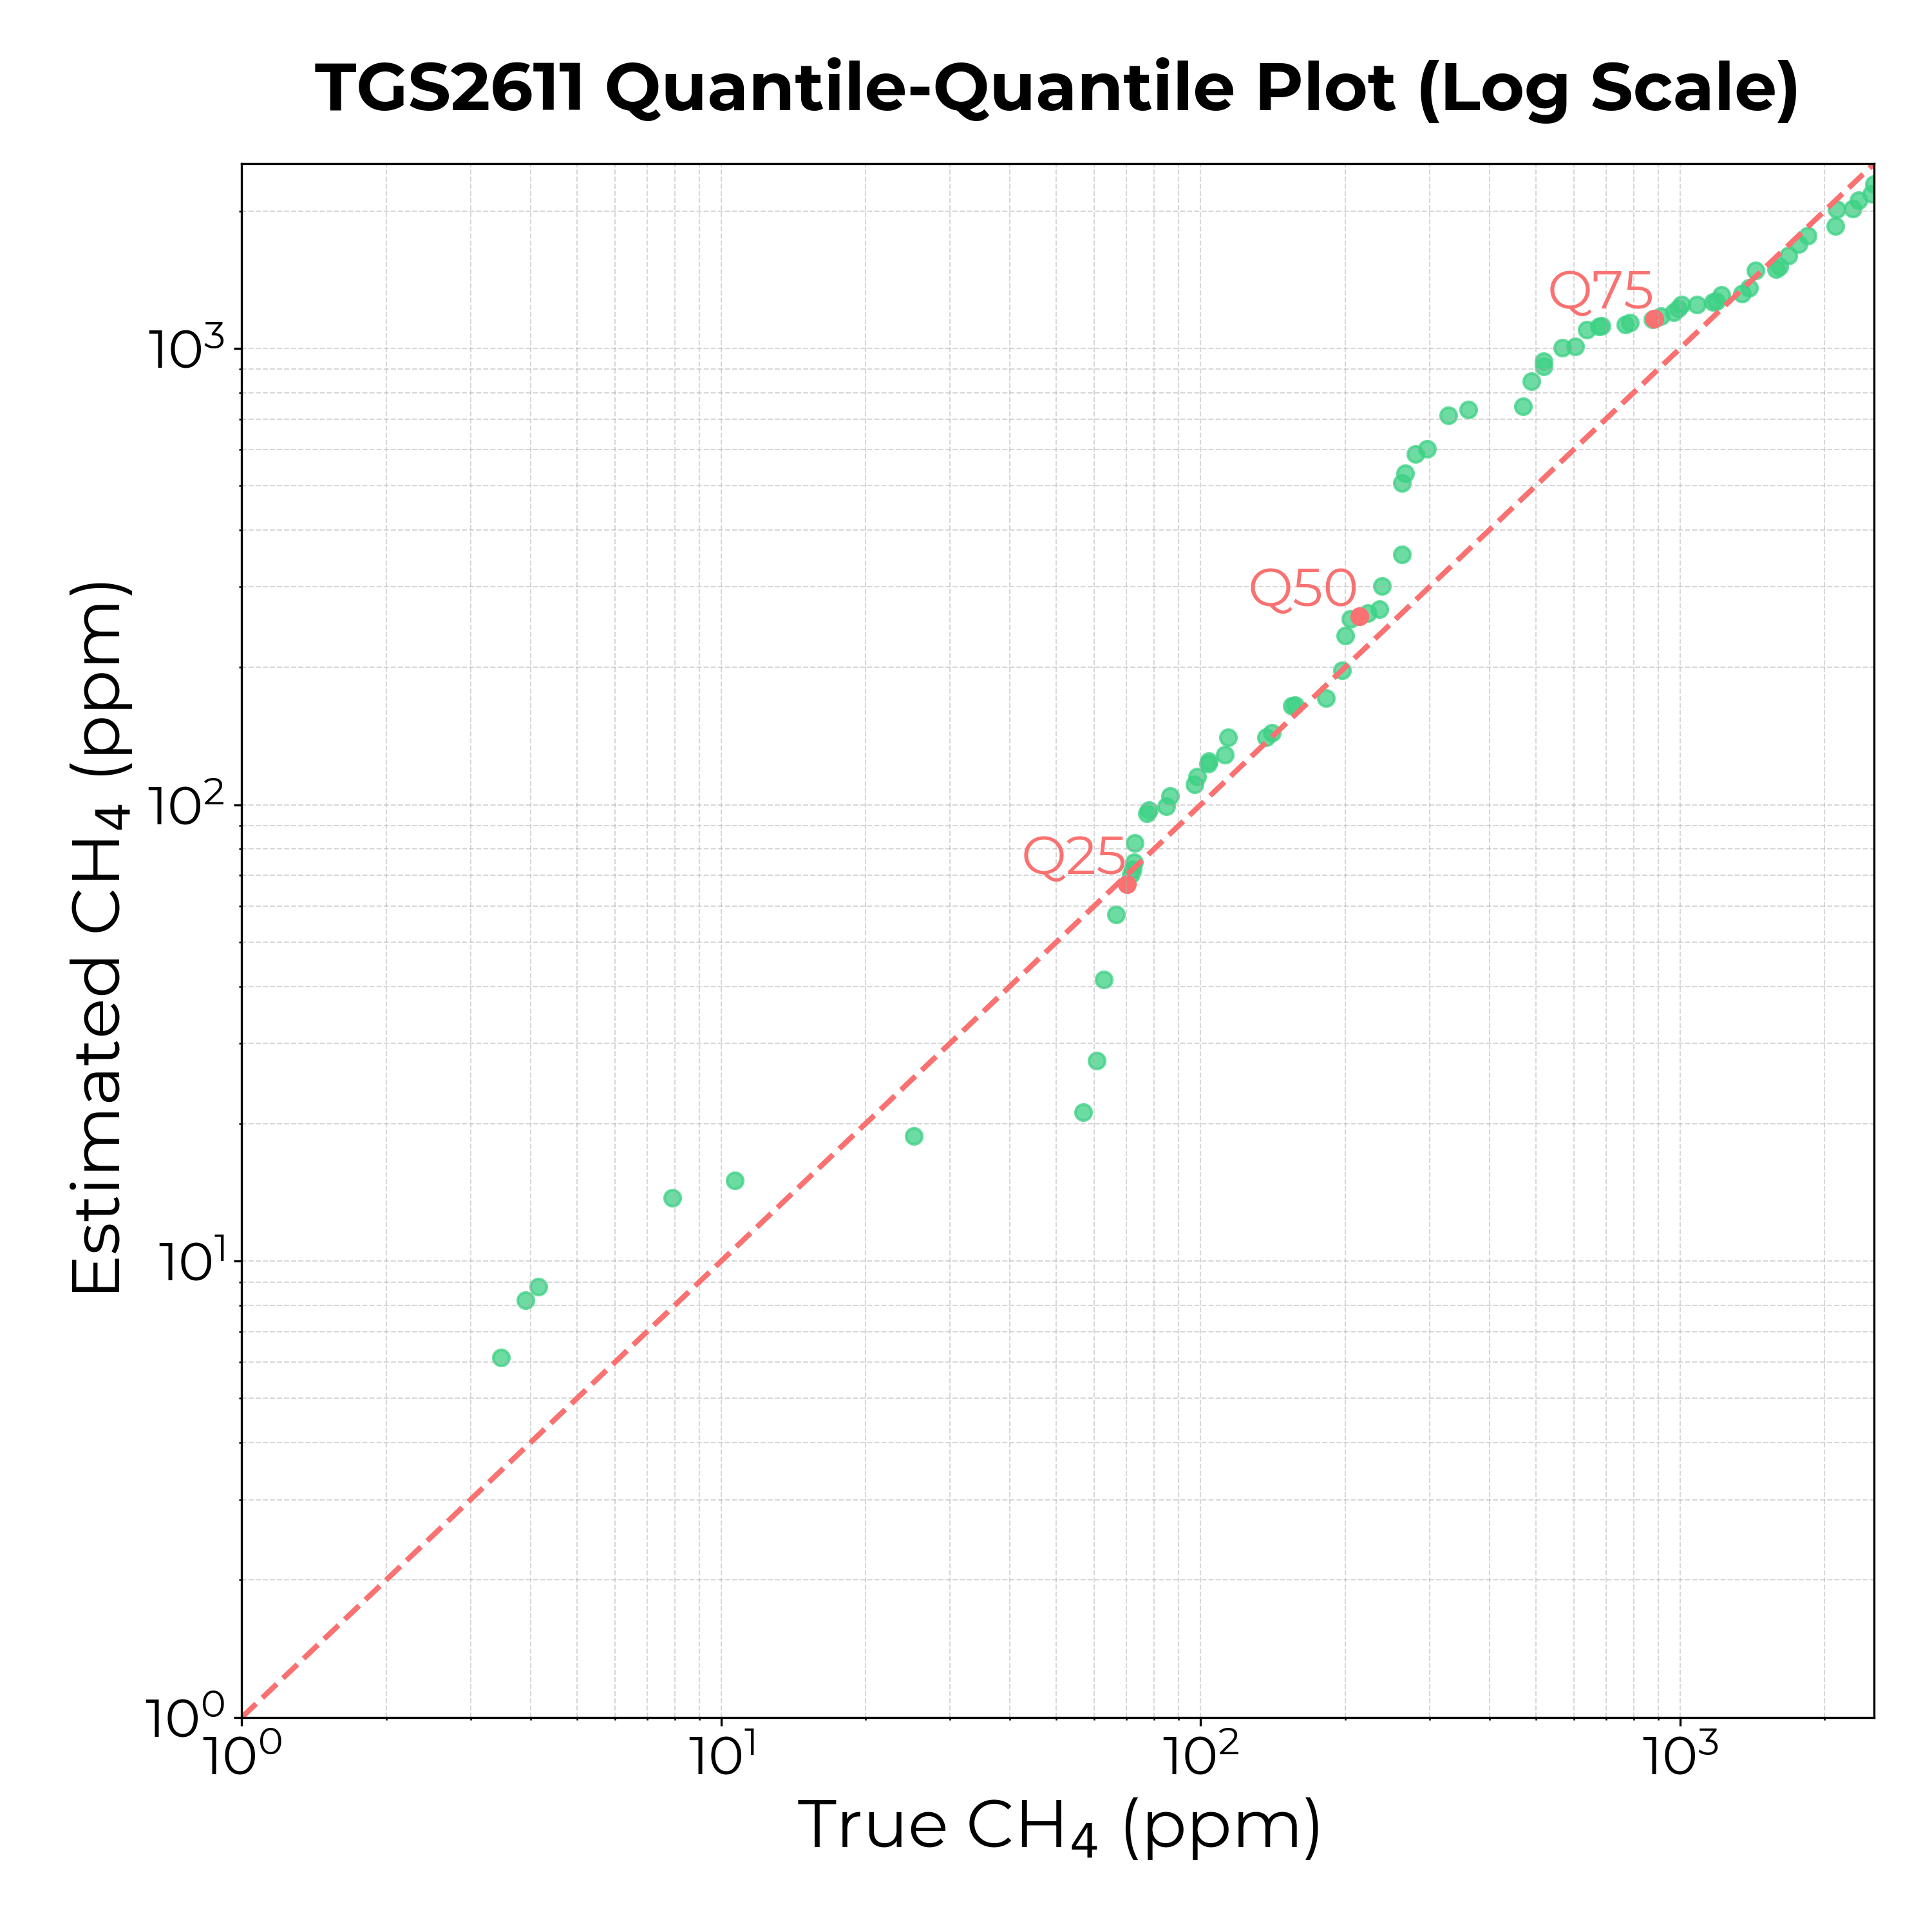 TGS2611 Quantile-Quantile Plot (Log Scale)
Estimated CH₄ (ppm)
10³
10²
10¹
10⁰
Q75
Q50
Q25
10⁰ 10¹ 10² 10³
True CH₄ (ppm)